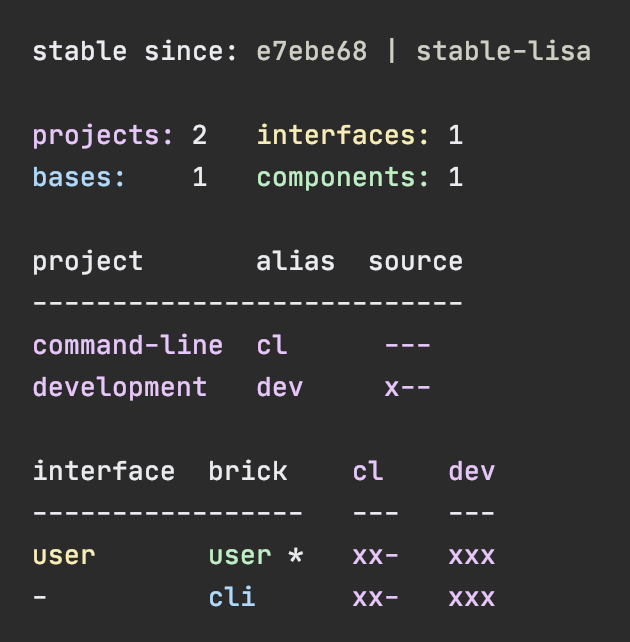 stable since: e7ebe68 | stable-lisa
projects: 2   interfaces: 1
bases:    1   components: 1
project       alias  source
---------------------------
command-line  cl      ---
development   dev     x--
interface  brick    cl    dev
-----------------   ---   ---
user       user *   xx-   xxx
-          cli      xx-   xxx